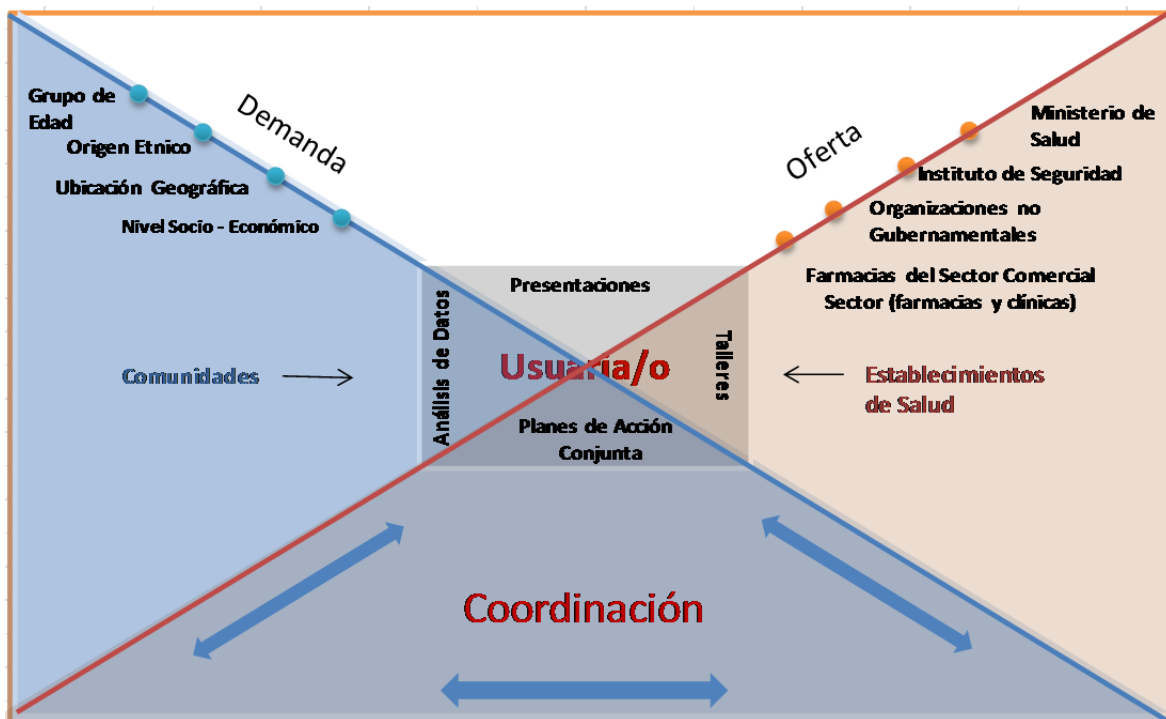 Demanda
Oferta
Grupo de
Edad
Origen Etnico
Ubicación Geográfica
Nivel Socio - Económico
Ministerio de
Salud
Instituto de Seguridad
Organizaciones no
Gubernamentales
Farmacias del Sector Comercial
Sector (farmacias y clínicas)
Presentaciones
Análisis de Datos
Usuaria/o
Talleres
Planes de Acción
Conjunta
Comunidades
Establecimientos
de Salud
Coordinación